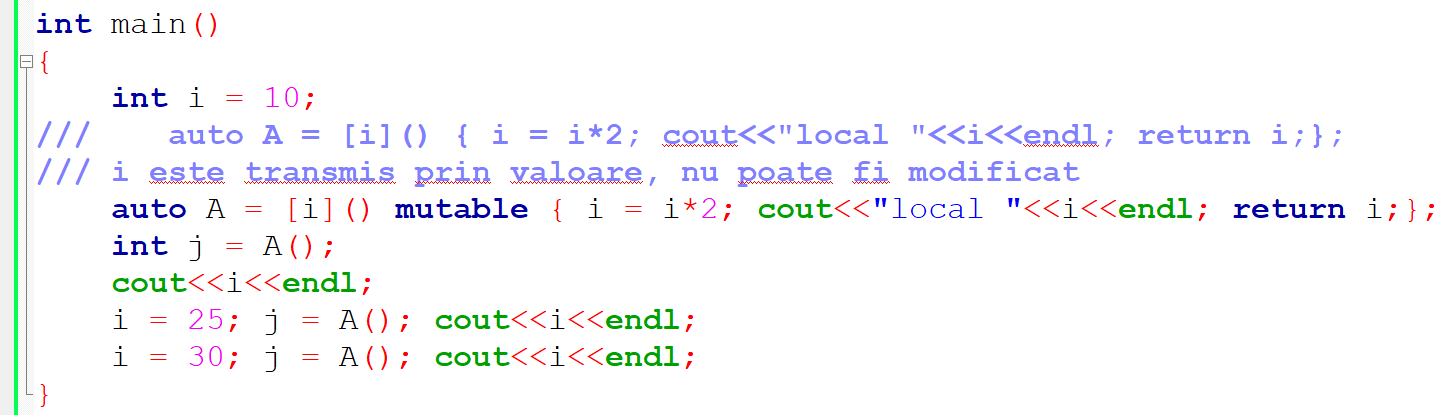 int main()
{
    int i = 10;
///    auto A = [i]() { i = i*2; cout<<"local "<<i<<endl; return i;};
/// i este transmis prin valoare, nu poate fi modificat
    auto A = [i]() mutable { i = i*2; cout<<"local "<<i<<endl; return i;};
    int j = A();
    cout<<i<<endl;
    i = 25; j = A(); cout<<i<<endl;
    i = 30; j = A(); cout<<i<<endl;
}